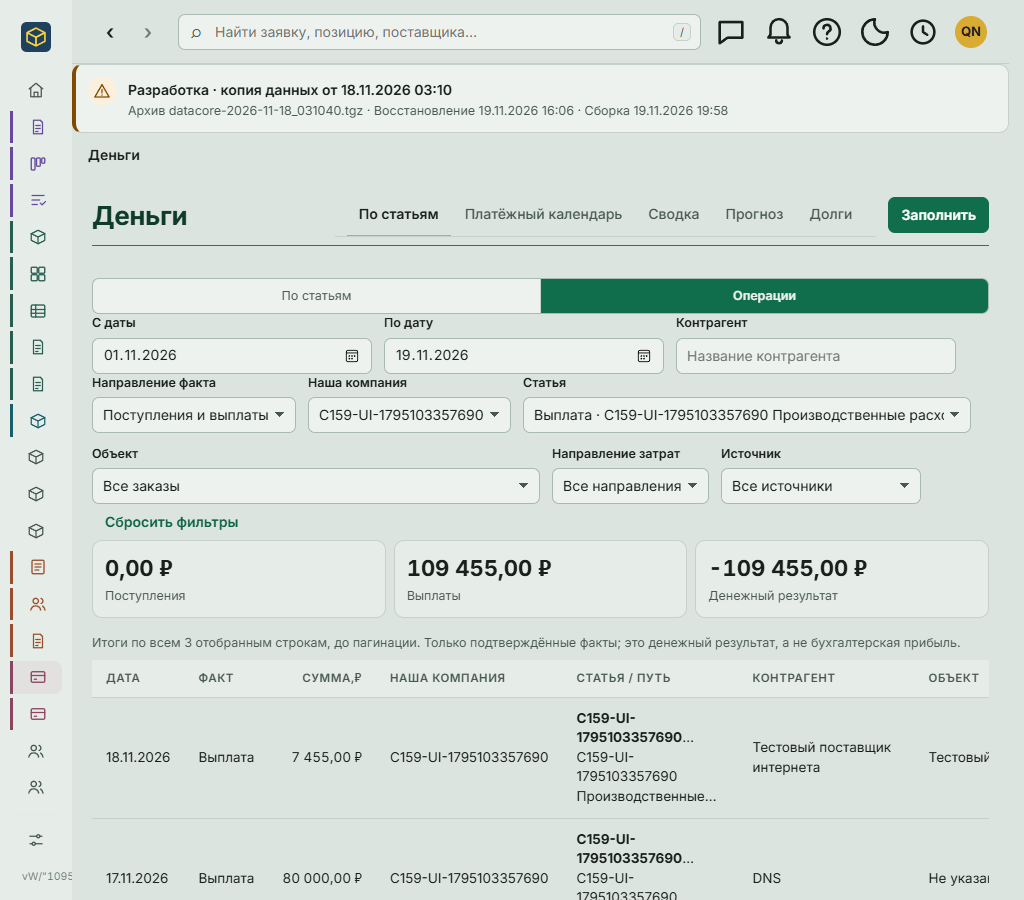 Найти заявку, позицию, поставщика...
/
QN
Разработка · копия данных от 18.11.2026 03:10
Архив datacore-2026-11-18_031040.tgz · Восстановление 19.11.2026 16:06 · Сборка 19.11.2026 19:58
Деньги
Деньги
По статьям
Платёжный календарь
Сводка
Прогноз
Долги
Заполнить
По статьям
Операции
С даты
По дату
Контрагент
01.11.2026
19.11.2026
Название контрагента
Направление факта
Наша компания
Статья
Поступления и выплаты
C159-UI-1795103357690
Выплата · C159-UI-1795103357690 Производственные расхо
Объект
Направление затрат
Источник
Все заказы
Все направления
Все источники
Сбросить фильтры
0,00 ₽
109 455,00 ₽
-109 455,00 ₽
Поступления
Выплаты
Денежный результат
Итоги по всем 3 отобранным строкам, до пагинации. Только подтверждённые факты; это денежный результат, а не бухгалтерская прибыль.
ДАТА ФАКТ СУММА,₽ НАША КОМПАНИЯ СТАТЬЯ / ПУТЬ КОНТРАГЕНТ ОБЪЕКТ
18.11.2026
Выплата
7 455,00 ₽
C159-UI-1795103357690
C159-UI-
1795103357690...
C159-UI-
1795103357690
Производственные...
Тестовый поставщик
интернета
Тестовый
17.11.2026
Выплата
80 000,00 ₽
C159-UI-1795103357690
C159-UI-
1795103357690...
C159-UI-
1795103357690
DNS
Не указан
vW/"1095